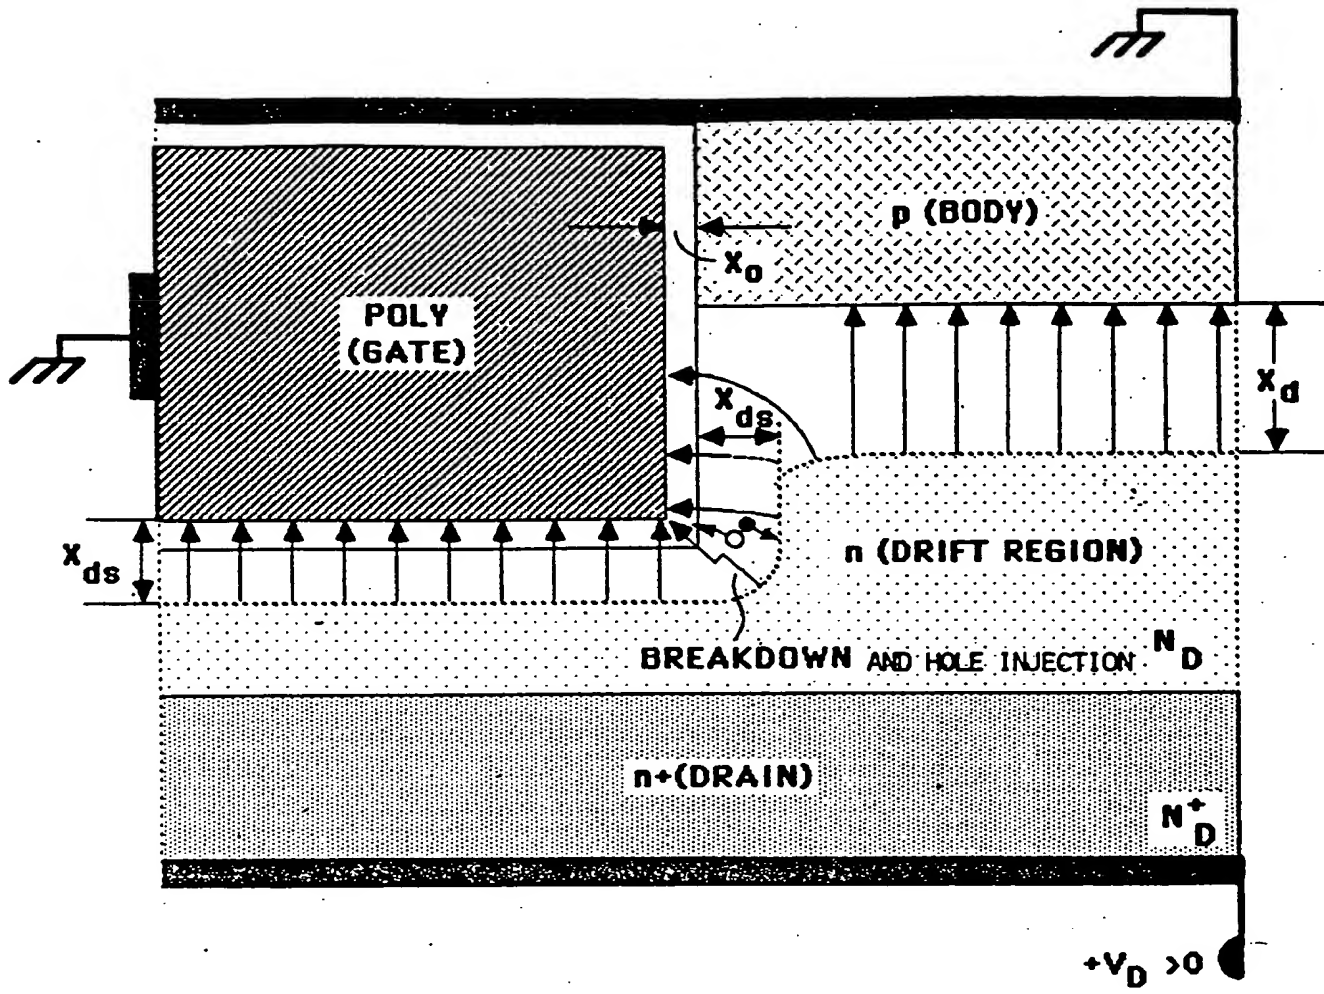 p (BODY)
X₀
POLY
(GATE)
X_d
X_ds
X_ds
n (DRIFT REGION)
BREAKDOWN AND HOLE INJECTION
N_D
n+(DRAIN)
N⁺_D
+V_D >0